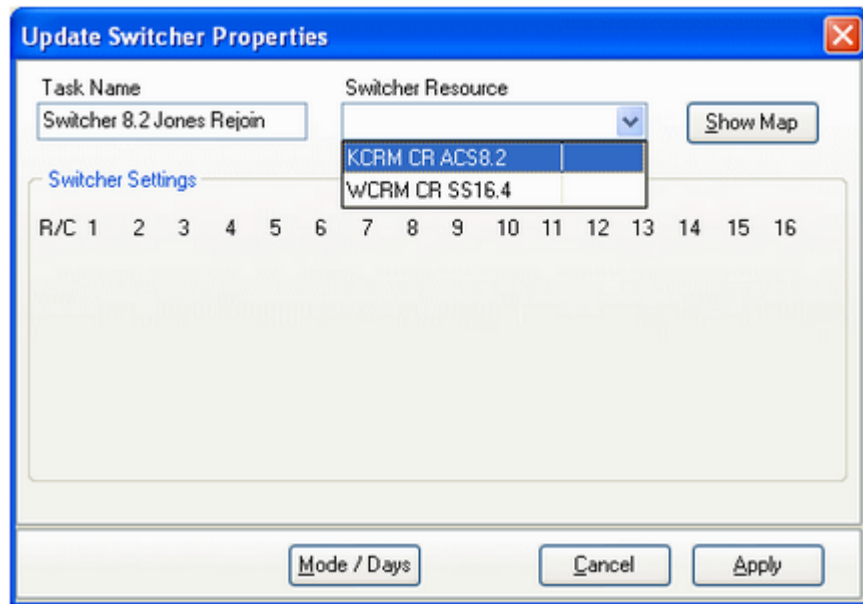 Update Switcher Properties
Task Name
Switcher Resource
Switcher 8.2 Jones Rejoin
Show Map
KCRM CR ACS8.2
WCRM CR SS16.4
Switcher Settings
R/C 1 2 3 4 5 6 7 8 9 10 11 12 13 14 15 16
Mode / Days
Cancel
Apply